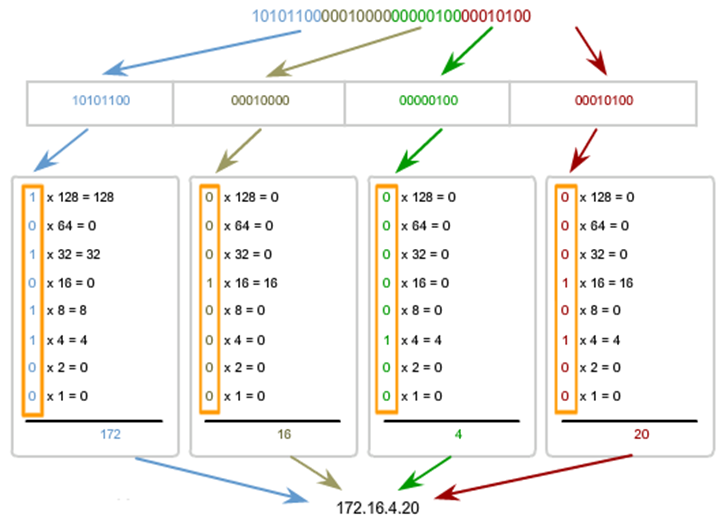 10101100000100000000010000010100
10101100 00010000 00000100 00010100
1 x 128 = 128 0 x 128 = 0 0 x 128 = 0 0 x 128 = 0
0 x 64 = 0 0 x 64 = 0 0 x 64 = 0 0 x 64 = 0
1 x 32 = 32 0 x 32 = 0 0 x 32 = 0 0 x 32 = 0
0 x 16 = 0 1 x 16 = 16 0 x 16 = 0 1 x 16 = 16
1 x 8 = 8 0 x 8 = 0 0 x 8 = 0 0 x 8 = 0
1 x 4 = 4 0 x 4 = 0 1 x 4 = 4 1 x 4 = 4
0 x 2 = 0 0 x 2 = 0 0 x 2 = 0 0 x 2 = 0
0 x 1 = 0 0 x 1 = 0 0 x 1 = 0 0 x 1 = 0
172 16 4 20
172.16.4.20